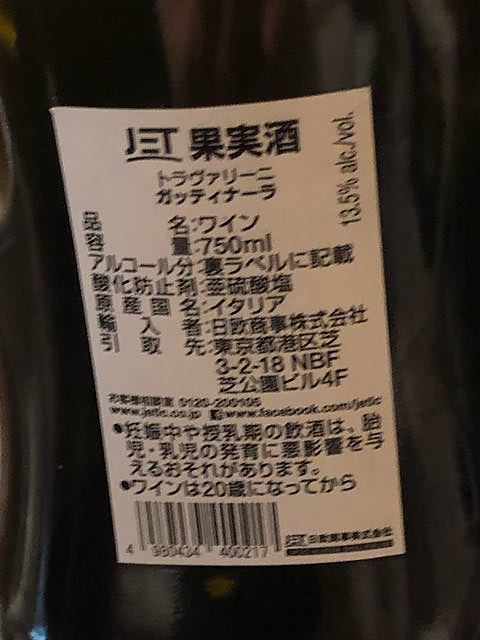 JET 果実酒
トラヴァリーニ
ガッティナーラ
13.5% alc./vol.
品名:ワイン
容量:750ml
アルコール分:裏ラベルに記載
酸化防止剤:亜硫酸塩
原産国名:イタリア
輸入者:日欧商事株式会社
引取先:東京都港区芝
3-2-18 NBF
芝公園ビル4F
お客様相談室 0120-200105
www.jetlc.co.jp www.facebook.com/jetlc
•妊娠中や授乳期の飲酒は、胎
児・乳児の発育に悪影響を与
えるおそれがあります。
•ワインは20歳になってから
4 980434 400217
JET 日欧商事株式会社